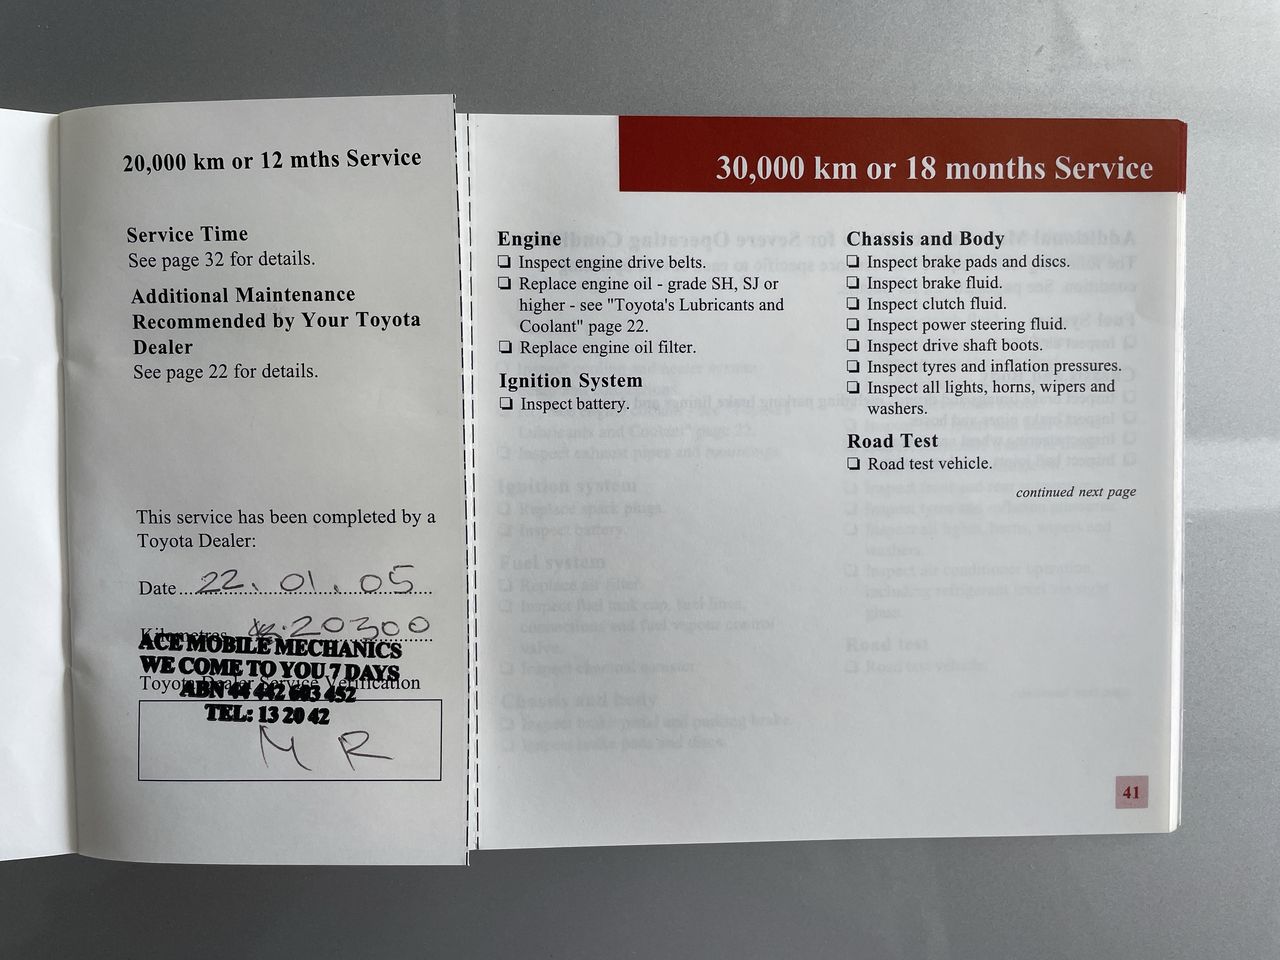 20,000 km or 12 mths Service
Service Time
See page 32 for details.
Additional Maintenance
Recommended by Your Toyota
Dealer
See page 22 for details.
This service has been completed by a
Toyota Dealer:
Date 22.01.05
Kilometres 20300
ACE MOBILE MECHANICS
WE COME TO YOU 7 DAYS
Toyota Dealer Service Verification
ABN 44 442 603 452
TEL: 13 20 42
M R
30,000 km or 18 months Service
Engine
❏ Inspect engine drive belts.
❏ Replace engine oil - grade SH, SJ or
higher - see "Toyota's Lubricants and
Coolant" page 22.
❏ Replace engine oil filter.
Ignition System
❏ Inspect battery.
Chassis and Body
❏ Inspect brake pads and discs.
❏ Inspect brake fluid.
❏ Inspect clutch fluid.
❏ Inspect power steering fluid.
❏ Inspect drive shaft boots.
❏ Inspect tyres and inflation pressures.
❏ Inspect all lights, horns, wipers and
washers.
Road Test
❏ Road test vehicle.
continued next page
41